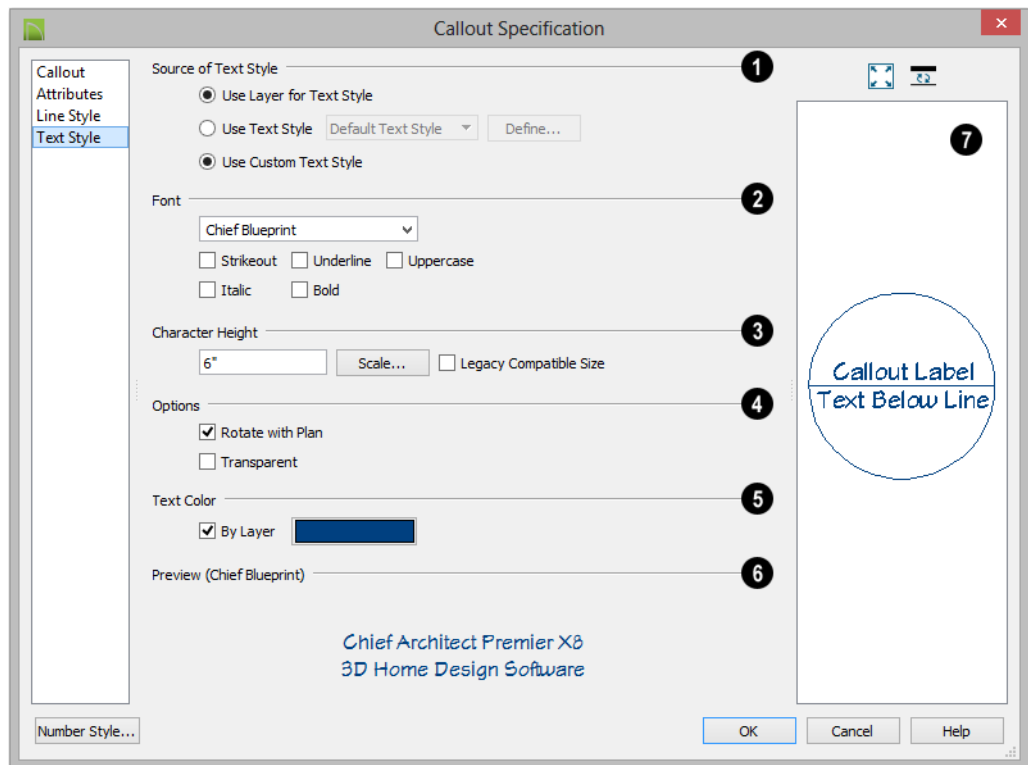 Callout Specification
Callout
Attributes
Line Style
Text Style
Source of Text Style
1
Use Layer for Text Style
Use Text Style Default Text Style Define...
Use Custom Text Style
Font
2
Chief Blueprint
Strikeout Underline Uppercase
Italic Bold
Character Height
3
6" Scale... Legacy Compatible Size
Options
4
Rotate with Plan
Transparent
Text Color
5
By Layer
Preview (Chief Blueprint)
6
Chief Architect Premier X8
3D Home Design Software
7
Callout Label
Text Below Line
Number Style... OK Cancel Help